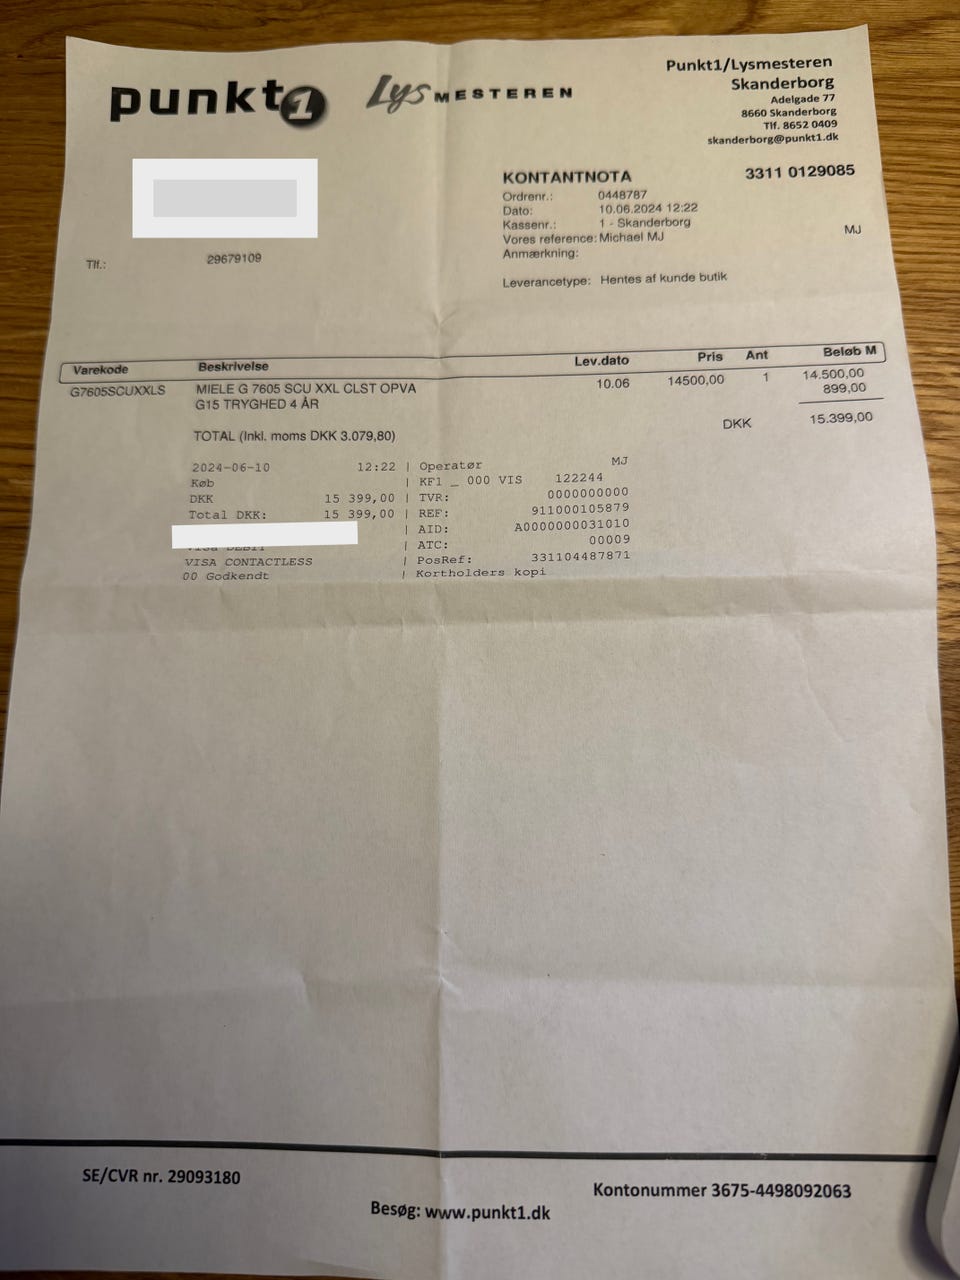 punkt1
Lysmesteren
Punkt1/Lysmesteren
Skanderborg
Adelgade 77
8660 Skanderborg
Tlf. 8652 0409
skanderborg@punkt1.dk
KONTANTNOTA 3311 0129085
Ordrenr.: 0448787
Dato: 10.06.2024 12:22
Kassenr.: 1 - Skanderborg
Vores reference: Michael MJ MJ
Anmærkning:
Tlf.: 29679109
Leverancetype: Hentes af kunde butik
Varekode Beskrivelse Lev.dato Pris Ant Beløb M
G7605SCUXXLS MIELE G 7605 SCU XXL CLST OPVA 10.06 14500,00 1 14.500,00
G15 TRYGHED 4 ÅR 899,00
TOTAL (Inkl. moms DKK 3.079,80) DKK 15.399,00
2024-06-10 12:22 | Operatør MJ
Køb | KF1 _ 000 VIS 122244
DKK 15 399,00 | TVR: 0000000000
Total DKK: 15 399,00 | REF: 911000105879
| AID: A0000000031010
VISA DEBIT | ATC: 00009
VISA CONTACTLESS | PosRef: 331104487871
00 Godkendt | Kortholders kopi
SE/CVR nr. 29093180
Kontonummer 3675-4498092063
Besøg: www.punkt1.dk